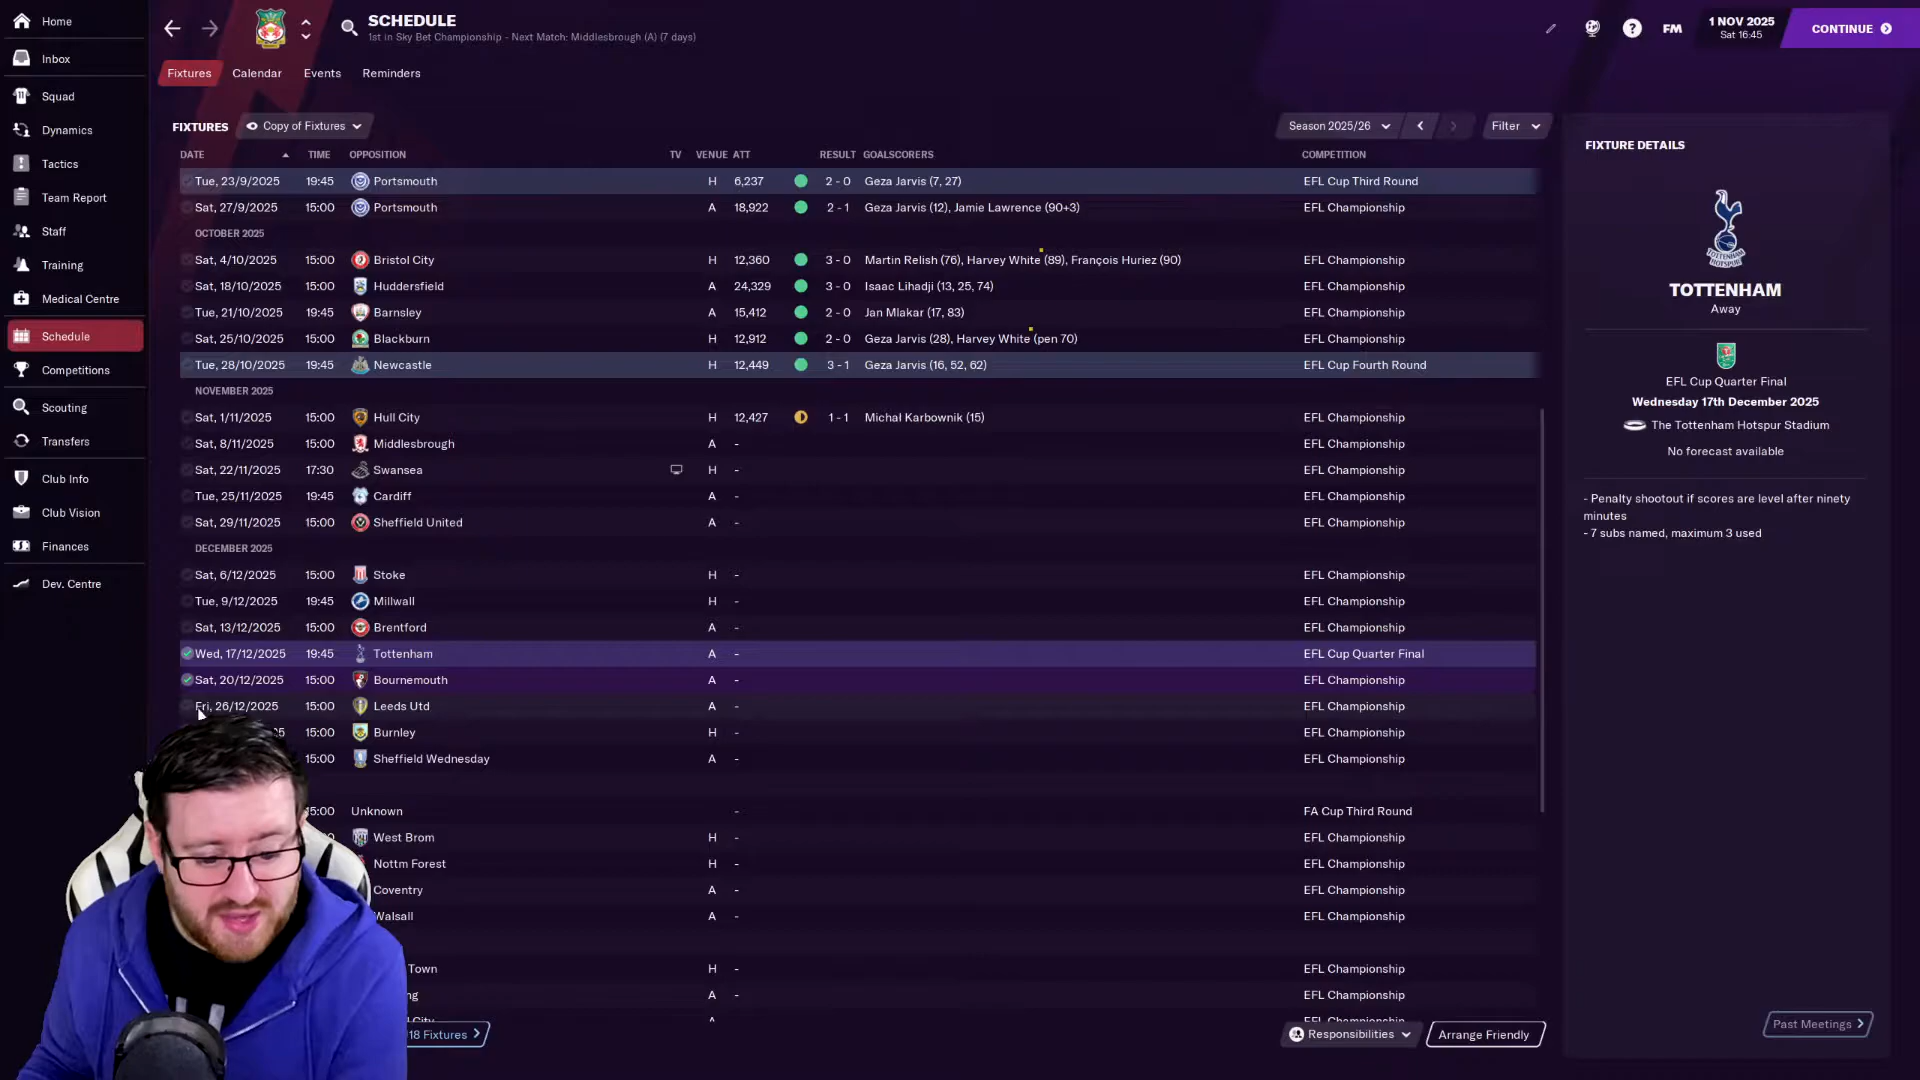 Home
Inbox
Squad
Dynamics
Tactics
Team Report
Staff
Training
Medical Centre
Schedule
Competitions
Scouting
Transfers
Club Info
Club Vision
Finances
Dev. Centre
SCHEDULE
1st in Sky Bet Championship - Next Match: Middlesbrough (A) (7 days)
FM
1 NOV 2025
Sat 16:45
CONTINUE
Fixtures Calendar Events Reminders
FIXTURES Copy of Fixtures Season 2025/26 Filter
DATE TIME OPPOSITION TV VENUE ATT RESULT GOALSCORERS COMPETITION
Tue, 23/9/2025 19:45 Portsmouth H 6,237 2 - 0 Geza Jarvis (7, 27) EFL Cup Third Round
Sat, 27/9/2025 15:00 Portsmouth A 18,922 2 - 1 Geza Jarvis (12), Jamie Lawrence (90+3) EFL Championship
OCTOBER 2025
Sat, 4/10/2025 15:00 Bristol City H 12,360 3 - 0 Martin Relish (76), Harvey White (89), François Huriez (90) EFL Championship
Sat, 18/10/2025 15:00 Huddersfield A 24,329 3 - 0 Isaac Lihadji (13, 25, 74) EFL Championship
Tue, 21/10/2025 19:45 Barnsley A 15,412 2 - 0 Jan Mlakar (17, 83) EFL Championship
Sat, 25/10/2025 15:00 Blackburn H 12,912 2 - 0 Geza Jarvis (28), Harvey White (pen 70) EFL Championship
Tue, 28/10/2025 19:45 Newcastle H 12,449 3 - 1 Geza Jarvis (16, 52, 62) EFL Cup Fourth Round
NOVEMBER 2025
Sat, 1/11/2025 15:00 Hull City H 12,427 1 - 1 Michał Karbownik (15) EFL Championship
Sat, 8/11/2025 15:00 Middlesbrough A - EFL Championship
Sat, 22/11/2025 17:30 Swansea H - EFL Championship
Tue, 25/11/2025 19:45 Cardiff A - EFL Championship
Sat, 29/11/2025 15:00 Sheffield United A - EFL Championship
DECEMBER 2025
Sat, 6/12/2025 15:00 Stoke H - EFL Championship
Tue, 9/12/2025 19:45 Millwall H - EFL Championship
Sat, 13/12/2025 15:00 Brentford A - EFL Championship
Wed, 17/12/2025 19:45 Tottenham A - EFL Cup Quarter Final
Sat, 20/12/2025 15:00 Bournemouth A - EFL Championship
Fri, 26/12/2025 15:00 Leeds Utd A - EFL Championship
15:00 Burnley H - EFL Championship
15:00 Sheffield Wednesday A - EFL Championship
15:00 Unknown - FA Cup Third Round
West Brom H - EFL Championship
Nottm Forest H - EFL Championship
Coventry A - EFL Championship
Walsall A - EFL Championship
Town H - EFL Championship
A - EFL Championship
18 Fixtures
Responsibilities
Arrange Friendly
FIXTURE DETAILS
TOTTENHAM HOTSPUR
TOTTENHAM
Away
EFL Cup Quarter Final
Wednesday 17th December 2025
The Tottenham Hotspur Stadium
No forecast available
- Penalty shootout if scores are level after ninety
minutes
- 7 subs named, maximum 3 used
Past Meetings